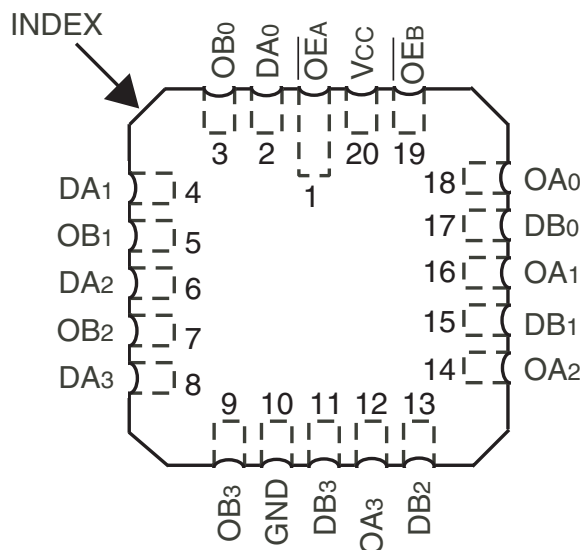 INDEX
OB0 DA0 O̅E̅A VCC O̅E̅B
3 2 1 20 19
DA1 4
OB1 5
DA2 6
OB2 7
DA3 8
18 OA0
17 DB0
16 OA1
15 DB1
14 OA2
9 10 11 12 13
OB3 GND DB3 OA3 DB2